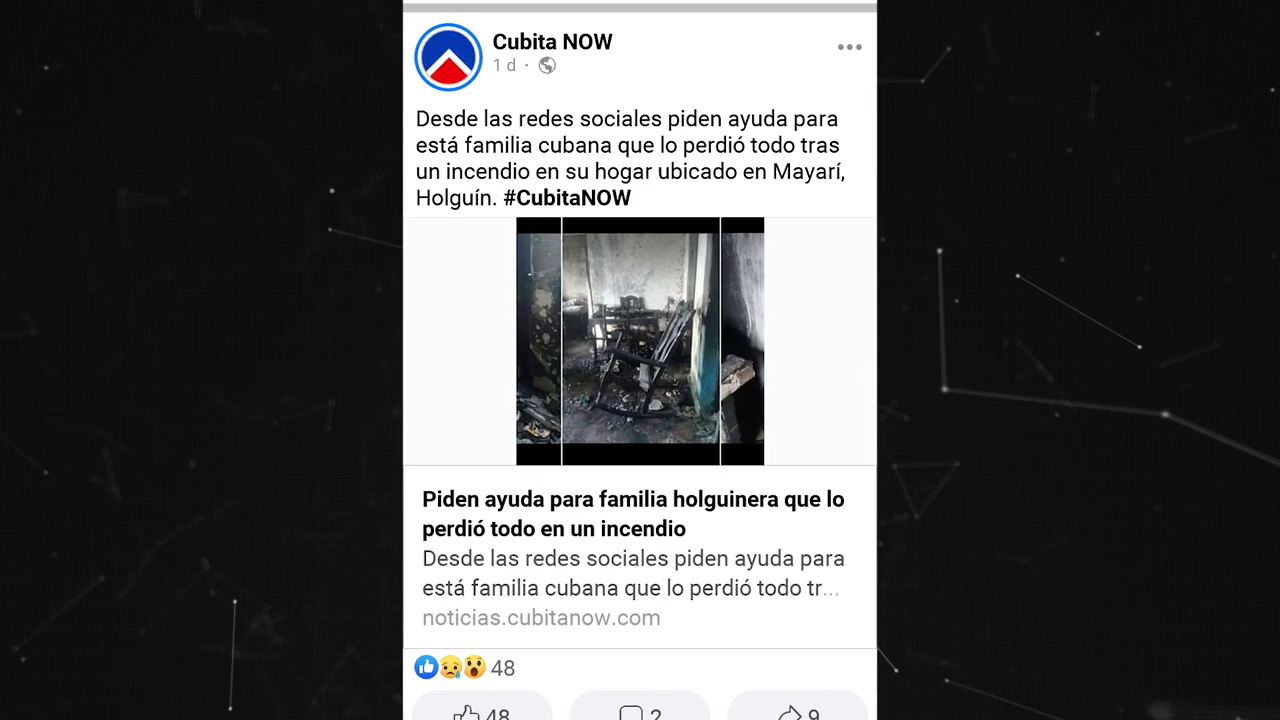 Cubita NOW
1 d ·
Desde las redes sociales piden ayuda para
está familia cubana que lo perdió todo tras
un incendio en su hogar ubicado en Mayarí,
Holguín. #CubitaNOW
Piden ayuda para familia holguinera que lo
perdió todo en un incendio
Desde las redes sociales piden ayuda para
está familia cubana que lo perdió todo tr...
noticias.cubitanow.com
48
48
2
9